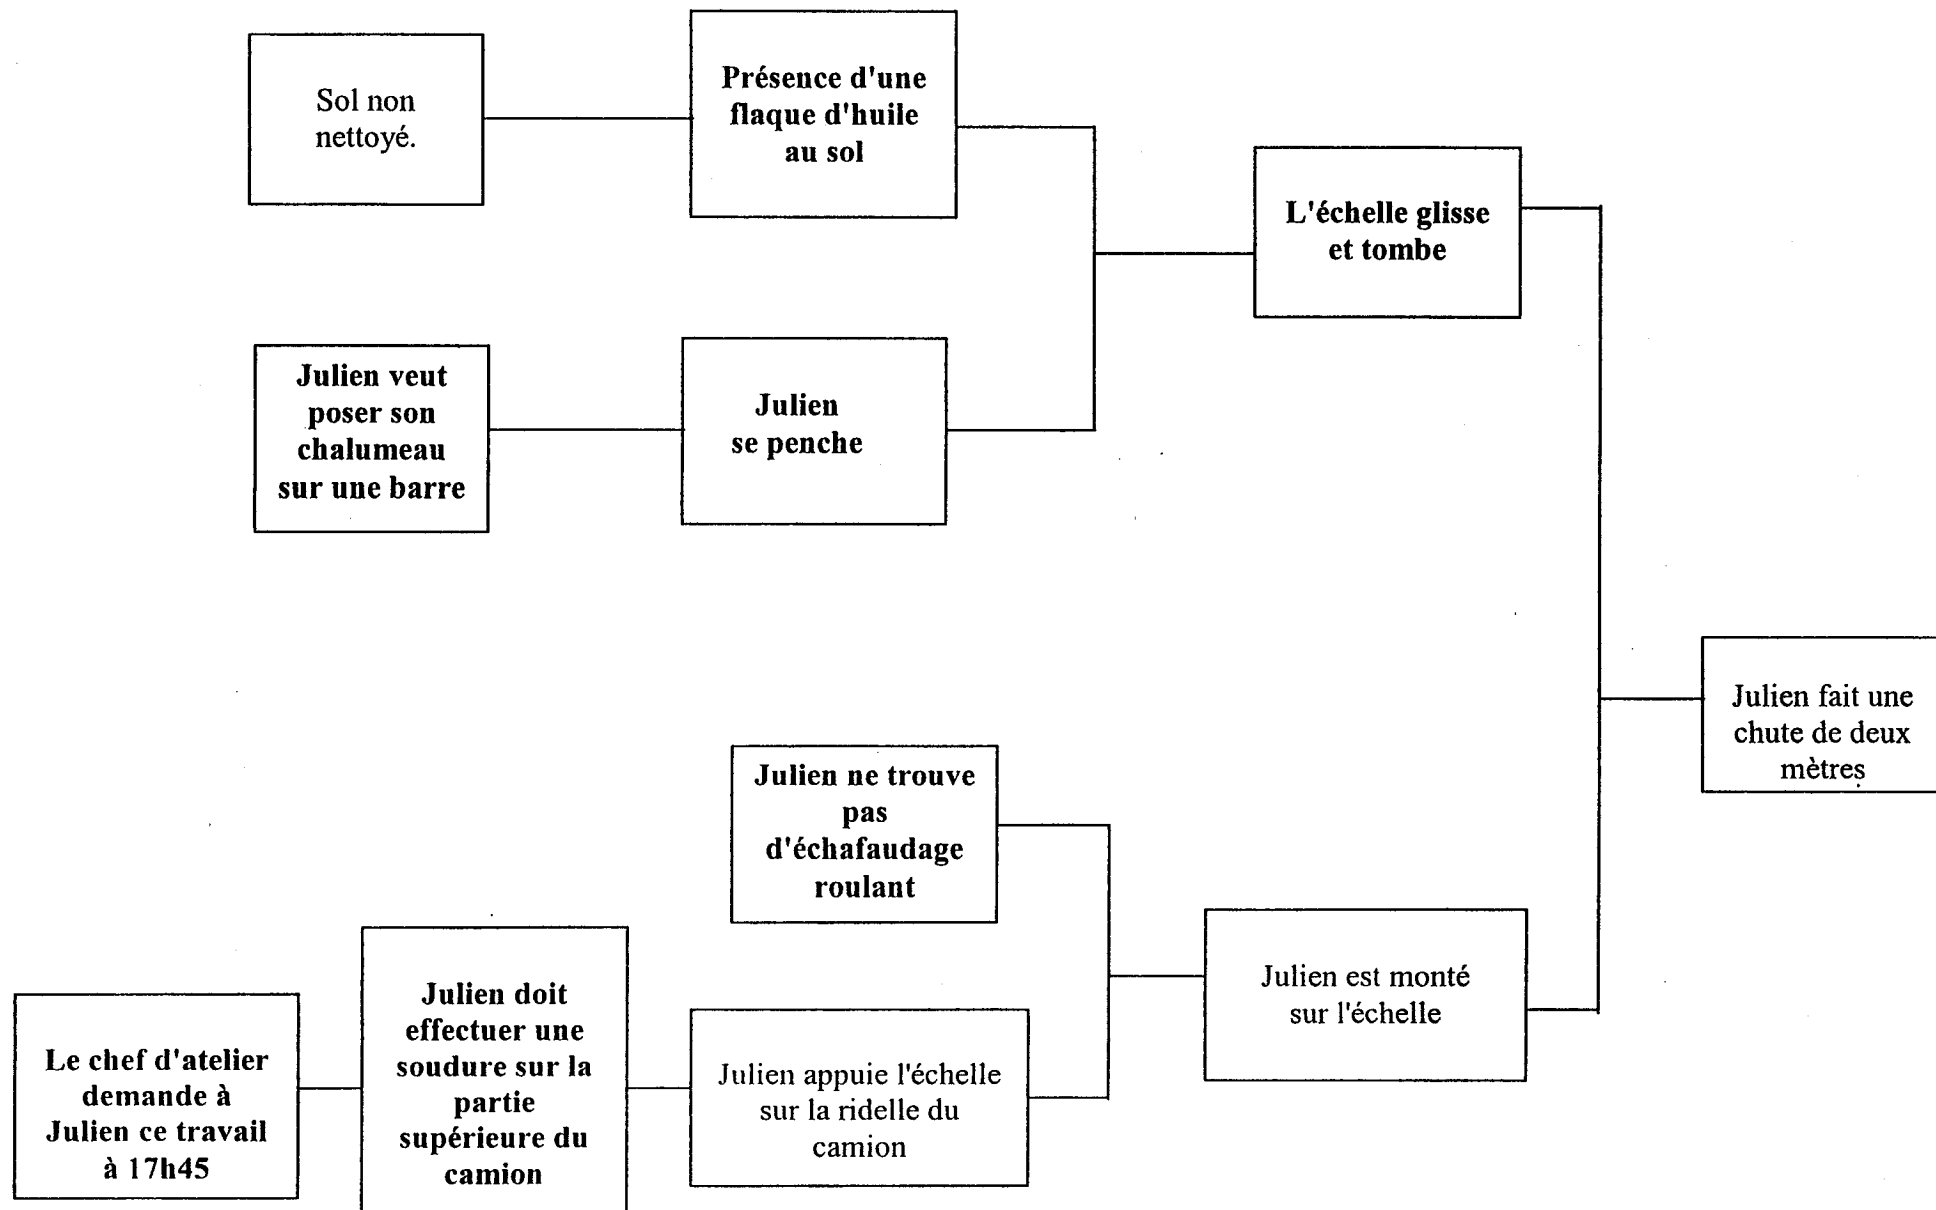 Sol non
nettoyé.
Présence d'une
flaque d'huile
au sol
L'échelle glisse
et tombe
Julien veut
poser son
chalumeau
sur une barre
Julien
se penche
Julien fait une
chute de deux
mètres
Julien ne trouve
pas
d'échafaudage
roulant
Julien est monté
sur l'échelle
Le chef d'atelier
demande à
Julien ce travail
à 17h45
Julien doit
effectuer une
soudure sur la
partie
supérieure du
camion
Julien appuie l'échelle
sur la ridelle du
camion